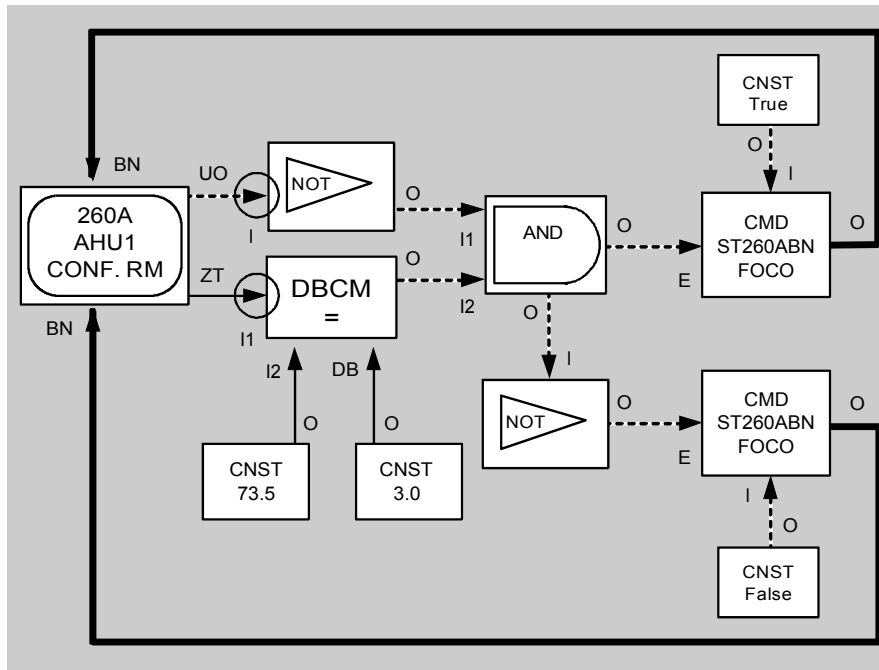 CNST
True
BN
UO
NOT
O
O
I
260A
AHU1
CONF. RM
I
O
I1
AND
O
CMD
ST260ABN
FOCO
O
ZT
DBCM
=
I2
E
BN
I1
O
I2
DB
I
O
O
NOT
O
CMD
ST260ABN
FOCO
O
E
CNST
73.5
CNST
3.0
I
O
CNST
False